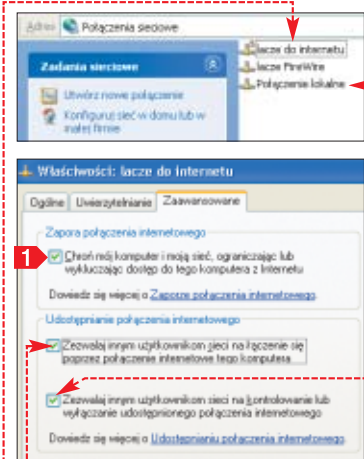 Adres Połączenia sieciowe
Zadania sieciowe
Utwórz nowe połączenie
Konfiguruj sieć w domu lub w
małej firmie
łącze do internetu
łącze FireWire
Połączenie lokalne
Właściwości: łącze do internetu
Ogólne Uwierzytelnianie Zaawansowane
Zapora połączenia internetowego
1
Chroń mój komputer i moją sieć, ograniczając lub
wykluczając dostęp do tego komputera z Internetu
Dowiedz się więcej o Zaporze połączenia internetowego.
Udostępnianie połączenia internetowego
Zezwalaj innym użytkownikom sieci na łączenie się
poprzez połączenie internetowe tego komputera
Zezwalaj innym użytkownikom sieci na kontrolowanie lub
wyłączanie udostępnionego połączenia internetowego
Dowiedz się więcej o Udostępnianiu połączenia internetowego.